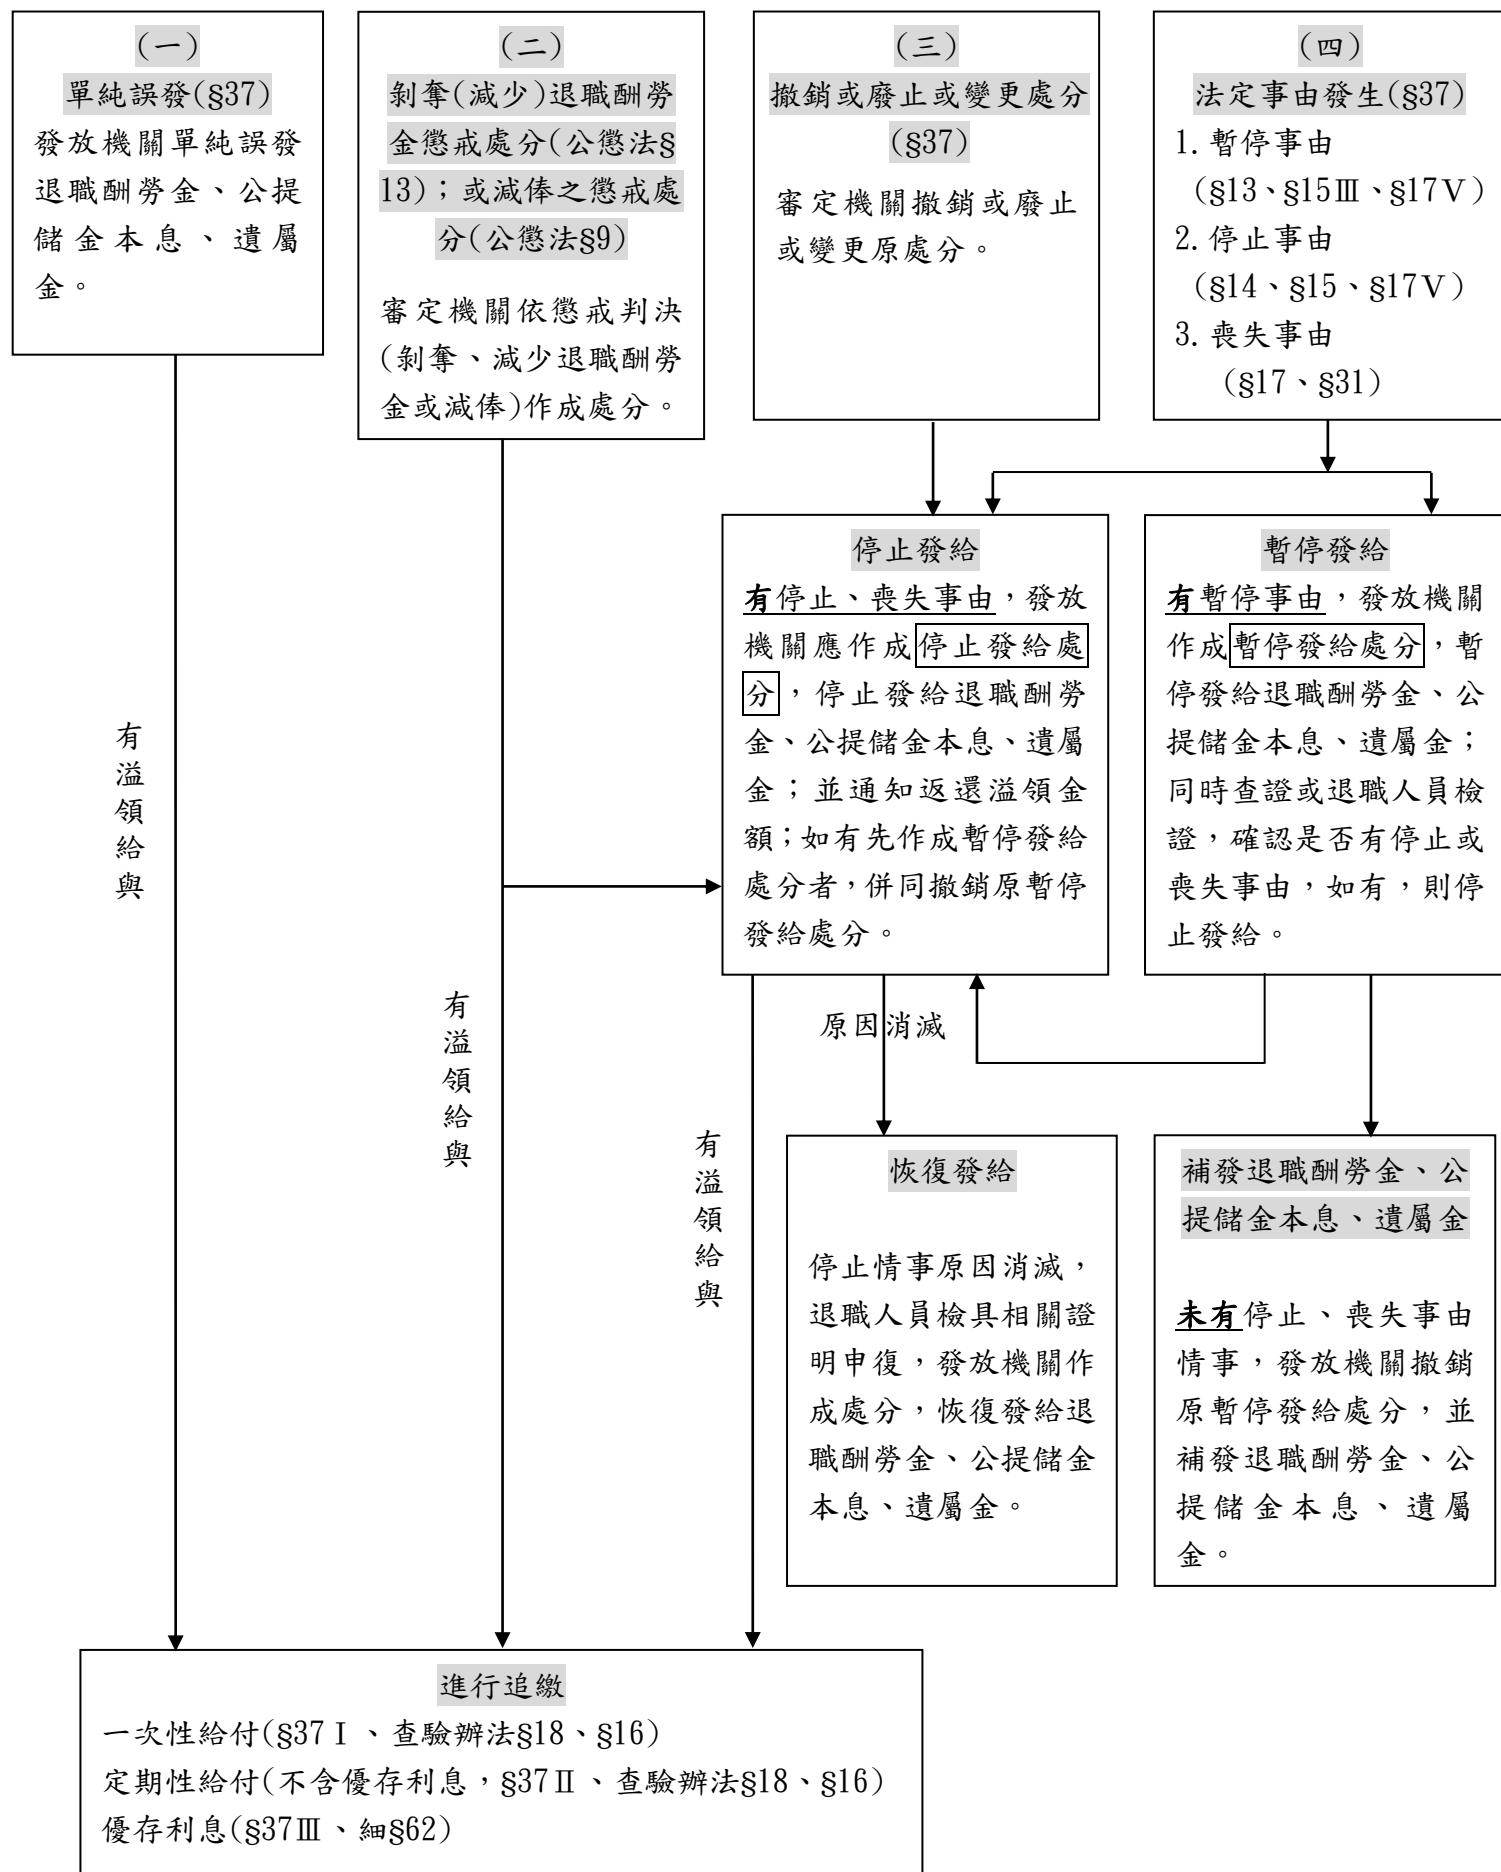 (一)
單純誤發(§37)
發放機關單純誤發
退職酬勞金、公提
儲金本息、遺屬
金。
(二)
剝奪(減少)退職酬勞
金懲戒處分(公懲法§
13)；或減俸之懲戒處
分(公懲法§9)
審定機關依懲戒判決
(剝奪、減少退職酬勞
金或減俸)作成處分。
(三)
撤銷或廢止或變更處分
(§37)
審定機關撤銷或廢止
或變更原處分。
(四)
法定事由發生(§37)
1. 暫停事由
(§13、§15Ⅲ、§17Ⅴ)
2. 停止事由
(§14、§15、§17Ⅴ)
3. 喪失事由
(§17、§31)
停止發給
有停止、喪失事由，發放
機關應作成停止發給處
分，停止發給退職酬勞
金、公提儲金本息、遺屬
金；並通知返還溢領金
額；如有先作成暫停發給
處分者，併同撤銷原暫停
發給處分。
暫停發給
有暫停事由，發放機關
作成暫停發給處分，暫
停發給退職酬勞金、公
提儲金本息、遺屬金；
同時查證或退職人員檢
證，確認是否有停止或
喪失事由，如有，則停
止發給。
有溢領給與
有溢領給與
有溢領給與
原因消滅
恢復發給
停止情事原因消滅，
退職人員檢具相關證
明申復，發放機關作
成處分，恢復發給退
職酬勞金、公提儲金
本息、遺屬金。
補發退職酬勞金、公
提儲金本息、遺屬金
未有停止、喪失事由
情事，發放機關撤銷
原暫停發給處分，並
補發退職酬勞金、公
提儲金本息、遺屬
金。
進行追繳
一次性給付(§37Ⅰ、查驗辦法§18、§16)
定期性給付(不含優存利息，§37Ⅱ、查驗辦法§18、§16)
優存利息(§37Ⅲ、細§62)